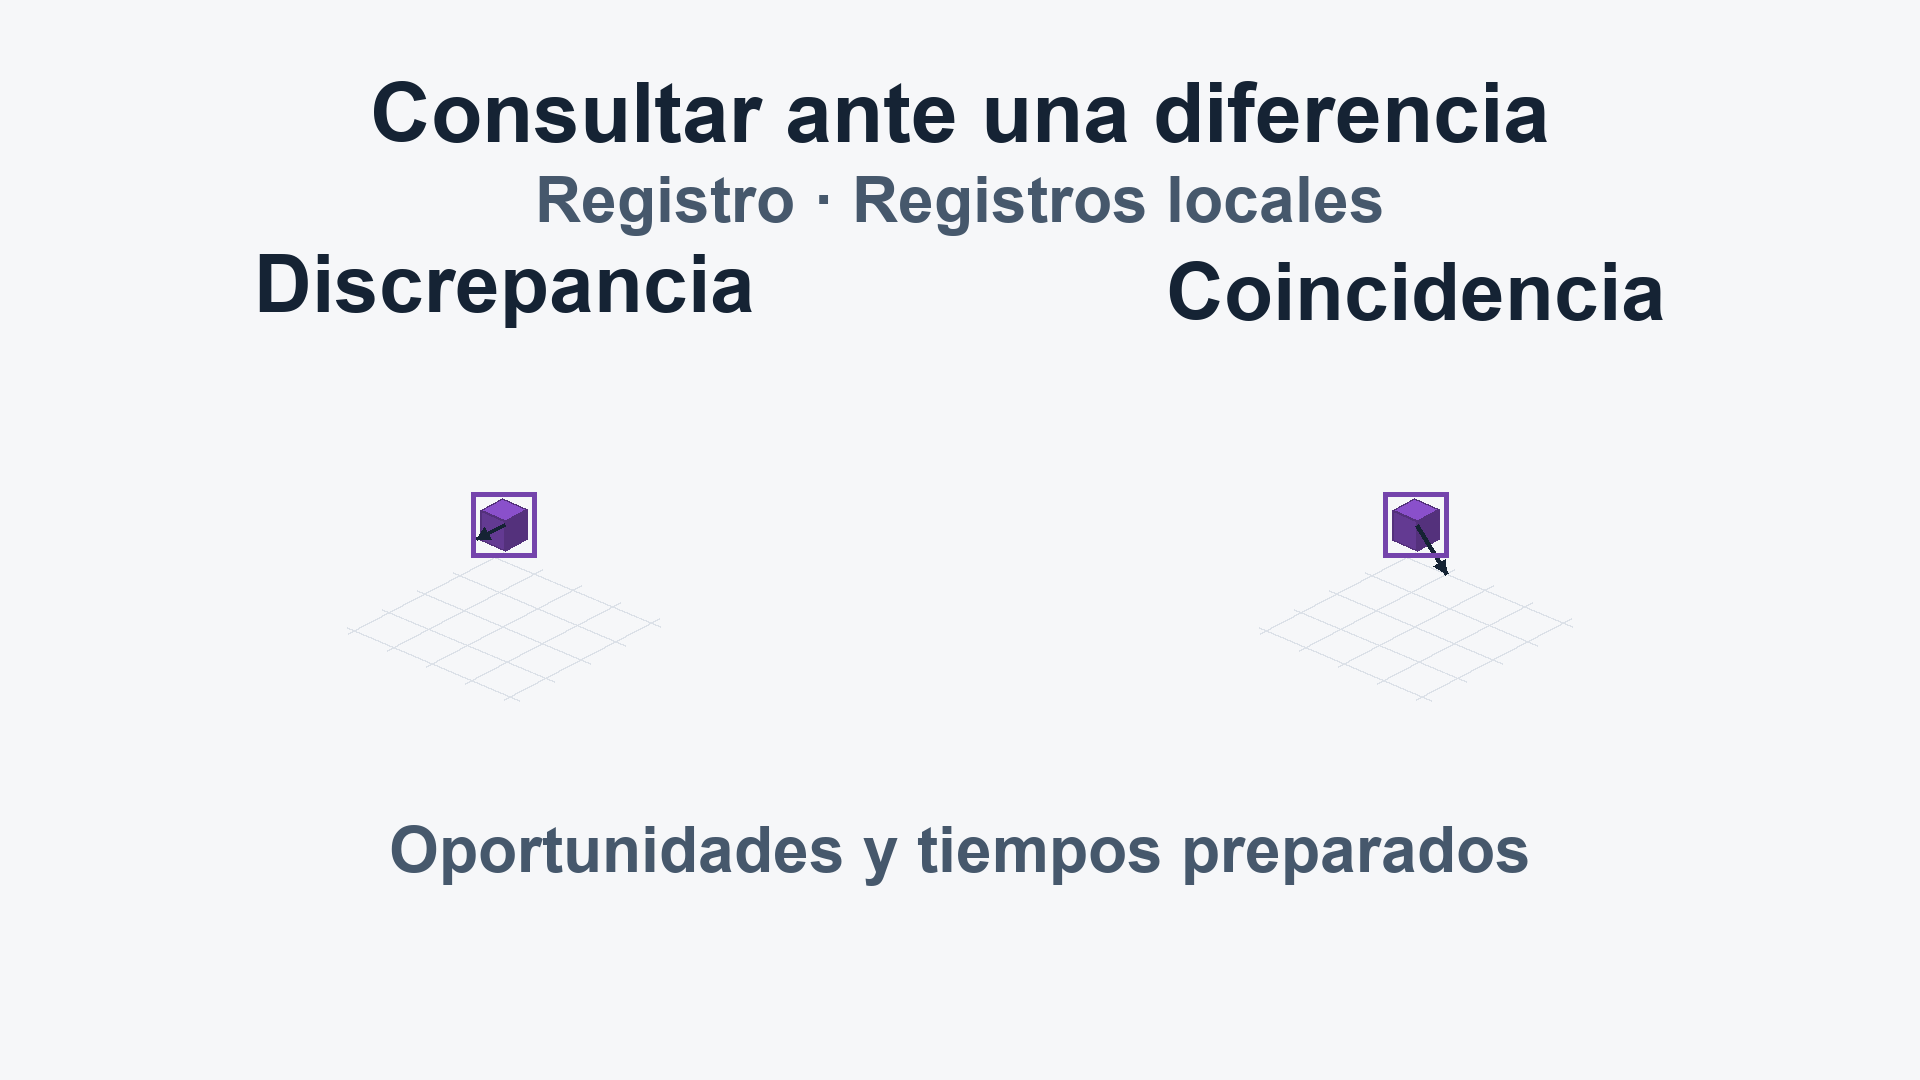 Consultar ante una diferencia
Registro · Registros locales
Discrepancia
Coincidencia
Oportunidades y tiempos preparados